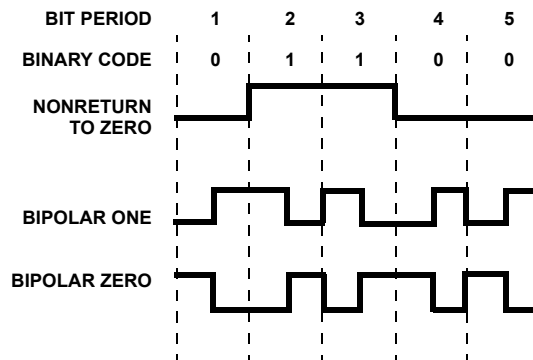 BIT PERIOD 1 2 3 4 5
BINARY CODE 0 1 1 0 0
NONRETURN
TO ZERO
BIPOLAR ONE
BIPOLAR ZERO